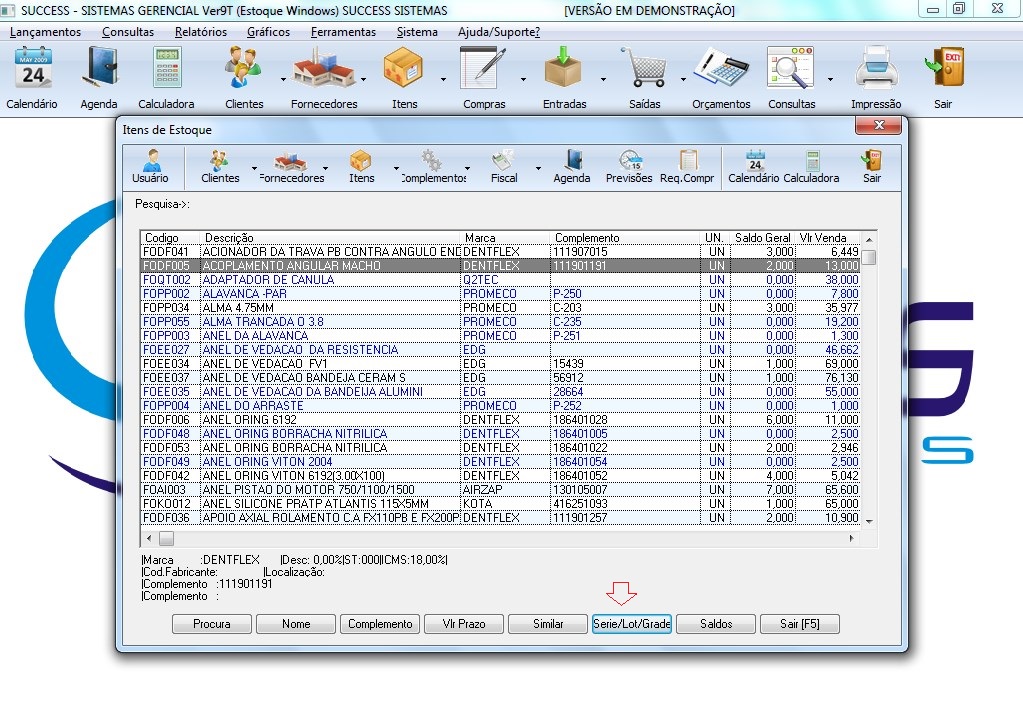 SUCCESS - SISTEMAS GERENCIAL Ver9T (Estoque Windows) SUCCESS SISTEMAS [VERSÃO EM DEMONSTRAÇÃO]
Lançamentos Consultas Relatórios Gráficos Ferramentas Sistema Ajuda/Suporte?
MAY 2009
24
EXIT
Calendário Agenda Calculadora Clientes Fornecedores Itens Compras Entradas Saídas Orçamentos Consultas Impressão Sair
Itens de Estoque
Usuário Clientes Fornecedores Itens Complementos Fiscal Agenda Previsões Req.Compr Calendário Calculadora Sair
Pesquisa->:
Codigo Descrição Marca Complemento UN. Saldo Geral Vlr Venda
FODF041 ACIONADOR DA TRAVA PB CONTRA ANGULO END DENTFLEX 111907015 UN 3,000 6,449
FODF005 ACOPLAMENTO ANGULAR MACHO DENTFLEX 111901191 UN 2,000 13,000
FOQT002 ADAPTADOR DE CANULA Q2TEC UN 0,000 38,000
FOPP002 ALAVANCA -PAR PROMECO P-250 UN 0,000 7,800
FOPP034 ALMA 4.75MM PROMECO C-203 UN 3,000 35,977
FOPP055 ALMA TRANCADA O 3.8 PROMECO C-235 UN 0,000 19,200
FOPP003 ANEL DA ALAVANCA PROMECO P-251 UN 0,000 1,300
FOEE027 ANEL DE VEDACAO DA RESISTENCIA EDG UN 0,000 46,662
FOEE034 ANEL DE VEDACAO FV1 EDG 15439 UN 1,000 69,000
FOEE037 ANEL DE VEDACAO BANDEJA CERAM S EDG 56912 UN 1,000 76,130
FOEE035 ANEL DE VEDACAO DA BANDEIJA ALUMINI EDG 28664 UN 0,000 55,000
FOPP004 ANEL DO ARRASTE PROMECO P-252 UN 0,000 1,000
FODF006 ANEL ORING 6192 DENTFLEX 186401028 UN 6,000 11,000
FODF048 ANEL ORING BORRACHA NITRILICA DENTFLEX 186401005 UN 0,000 2,500
FODF053 ANEL ORING BORRACHA NITRILICA DENTFLEX 186401022 UN 2,000 2,946
FODF049 ANEL ORING VITON 2004 DENTFLEX 186401054 UN 0,000 2,500
FODF042 ANEL ORING VITON 6192(3.00X100) DENTFLEX 186401052 UN 4,000 5,042
FOAI003 ANEL PISTAO DO MOTOR 750/1100/1500 AIRZAP 130105007 UN 7,000 65,600
FOKO012 ANEL SILICONE PRATP ATLANTIS 115X5MM KOTA 416251093 UN 1,000 65,000
FODF036 APOIO AXIAL ROLAMENTO C.A FX110PB E FX200P DENTFLEX 111901257 UN 2,000 10,900
|Marca :DENTFLEX |Desc: 0,00%|ST:000|ICMS:18,00%|
|Cod.Fabricante: |Localização:
|Complemento :111901191
|Complemento :
Procura Nome Complemento Vlr Prazo Similar Serie/Lot/Grade Saldos Sair [F5]
G
S